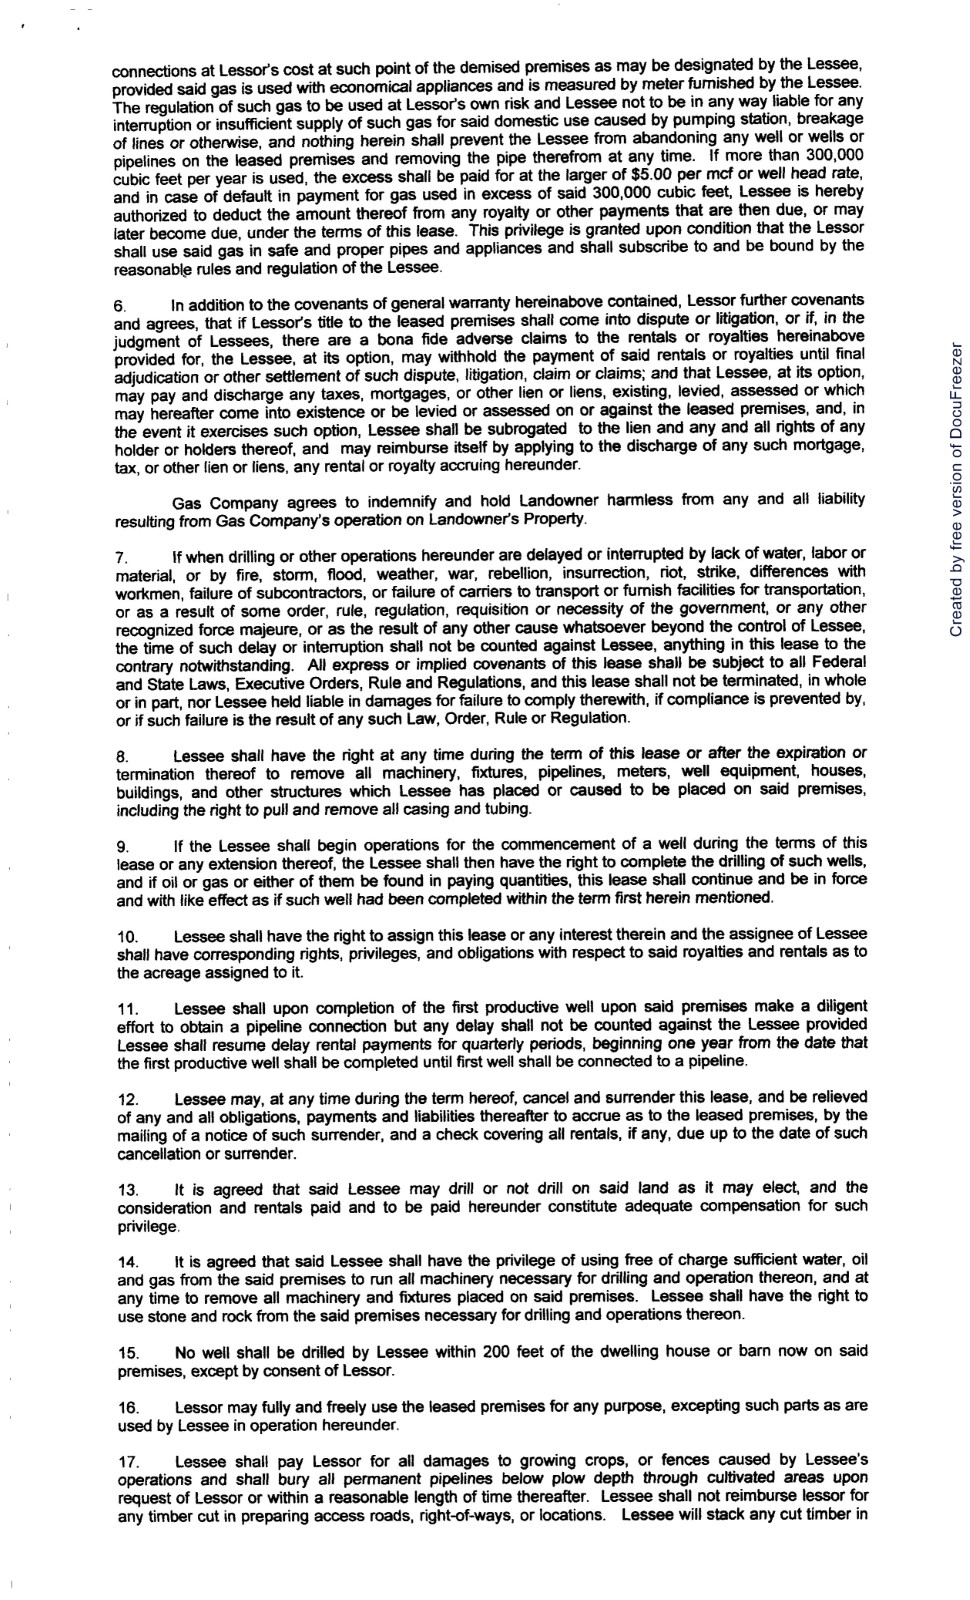 connections at Lessor's cost at such point of the demised premises as may be designated by the Lessee,
provided said gas is used with economical appliances and is measured by meter furnished by the Lessee.
The regulation of such gas to be used at Lessor's own risk and Lessee not to be in any way liable for any
interruption or insufficient supply of such gas for said domestic use caused by pumping station, breakage
of lines or otherwise, and nothing herein shall prevent the Lessee from abandoning any well or wells or
pipelines on the leased premises and removing the pipe therefrom at any time. If more than 300,000
cubic feet per year is used, the excess shall be paid for at the larger of $5.00 per mcf or well head rate,
and in case of default in payment for gas used in excess of said 300,000 cubic feet, Lessee is hereby
authorized to deduct the amount thereof from any royalty or other payments that are then due, or may
later become due, under the terms of this lease. This privilege is granted upon condition that the Lessor
shall use said gas in safe and proper pipes and appliances and shall subscribe to and be bound by the
reasonable rules and regulation of the Lessee.
6. In addition to the covenants of general warranty hereinabove contained, Lessor further covenants
and agrees, that if Lessor's title to the leased premises shall come into dispute or litigation, or if, in the
judgment of Lessees, there are a bona fide adverse claims to the rentals or royalties hereinabove
provided for, the Lessee, at its option, may withhold the payment of said rentals or royalties until final
adjudication or other settlement of such dispute, litigation, claim or claims; and that Lessee, at its option,
may pay and discharge any taxes, mortgages, or other lien or liens, existing, levied, assessed or which
may hereafter come into existence or be levied or assessed on or against the leased premises, and, in
the event it exercises such option, Lessee shall be subrogated to the lien and any and all rights of any
holder or holders thereof, and may reimburse itself by applying to the discharge of any such mortgage,
tax, or other lien or liens, any rental or royalty accruing hereunder.
Gas Company agrees to indemnify and hold Landowner harmless from any and all liability
resulting from Gas Company's operation on Landowner's Property.
7. If when drilling or other operations hereunder are delayed or interrupted by lack of water, labor or
material, or by fire, storm, flood, weather, war, rebellion, insurrection, riot, strike, differences with
workmen, failure of subcontractors, or failure of carriers to transport or furnish facilities for transportation,
or as a result of some order, rule, regulation, requisition or necessity of the government, or any other
recognized force majeure, or as the result of any other cause whatsoever beyond the control of Lessee,
the time of such delay or interruption shall not be counted against Lessee, anything in this lease to the
contrary notwithstanding. All express or implied covenants of this lease shall be subject to all Federal
and State Laws, Executive Orders, Rule and Regulations, and this lease shall not be terminated, in whole
or in part, nor Lessee held liable in damages for failure to comply therewith, if compliance is prevented by,
or if such failure is the result of any such Law, Order, Rule or Regulation.
8. Lessee shall have the right at any time during the term of this lease or after the expiration or
termination thereof to remove all machinery, fixtures, pipelines, meters, well equipment, houses,
buildings, and other structures which Lessee has placed or caused to be placed on said premises,
including the right to pull and remove all casing and tubing.
9. If the Lessee shall begin operations for the commencement of a well during the terms of this
lease or any extension thereof, the Lessee shall then have the right to complete the drilling of such wells,
and if oil or gas or either of them be found in paying quantities, this lease shall continue and be in force
and with like effect as if such well had been completed within the term first herein mentioned.
10. Lessee shall have the right to assign this lease or any interest therein and the assignee of Lessee
shall have corresponding rights, privileges, and obligations with respect to said royalties and rentals as to
the acreage assigned to it.
11. Lessee shall upon completion of the first productive well upon said premises make a diligent
effort to obtain a pipeline connection but any delay shall not be counted against the Lessee provided
Lessee shall resume delay rental payments for quarterly periods, beginning one year from the date that
the first productive well shall be completed until first well shall be connected to a pipeline.
12. Lessee may, at any time during the term hereof, cancel and surrender this lease, and be relieved
of any and all obligations, payments and liabilities thereafter to accrue as to the leased premises, by the
mailing of a notice of such surrender, and a check covering all rentals, if any, due up to the date of such
cancellation or surrender.
13. It is agreed that said Lessee may drill or not drill on said land as it may elect, and the
consideration and rentals paid and to be paid hereunder constitute adequate compensation for such
privilege.
14. It is agreed that said Lessee shall have the privilege of using free of charge sufficient water, oil
and gas from the said premises to run all machinery necessary for drilling and operation thereon, and at
any time to remove all machinery and fixtures placed on said premises. Lessee shall have the right to
use stone and rock from the said premises necessary for drilling and operations thereon.
15. No well shall be drilled by Lessee within 200 feet of the dwelling house or barn now on said
premises, except by consent of Lessor.
16. Lessor may fully and freely use the leased premises for any purpose, excepting such parts as are
used by Lessee in operation hereunder.
17. Lessee shall pay Lessor for all damages to growing crops, or fences caused by Lessee's
operations and shall bury all permanent pipelines below plow depth through cultivated areas upon
request of Lessor or within a reasonable length of time thereafter. Lessee shall not reimburse lessor for
any timber cut in preparing access roads, right-of-ways, or locations. Lessee will stack any cut timber in
Created by free version of DocuFreezer